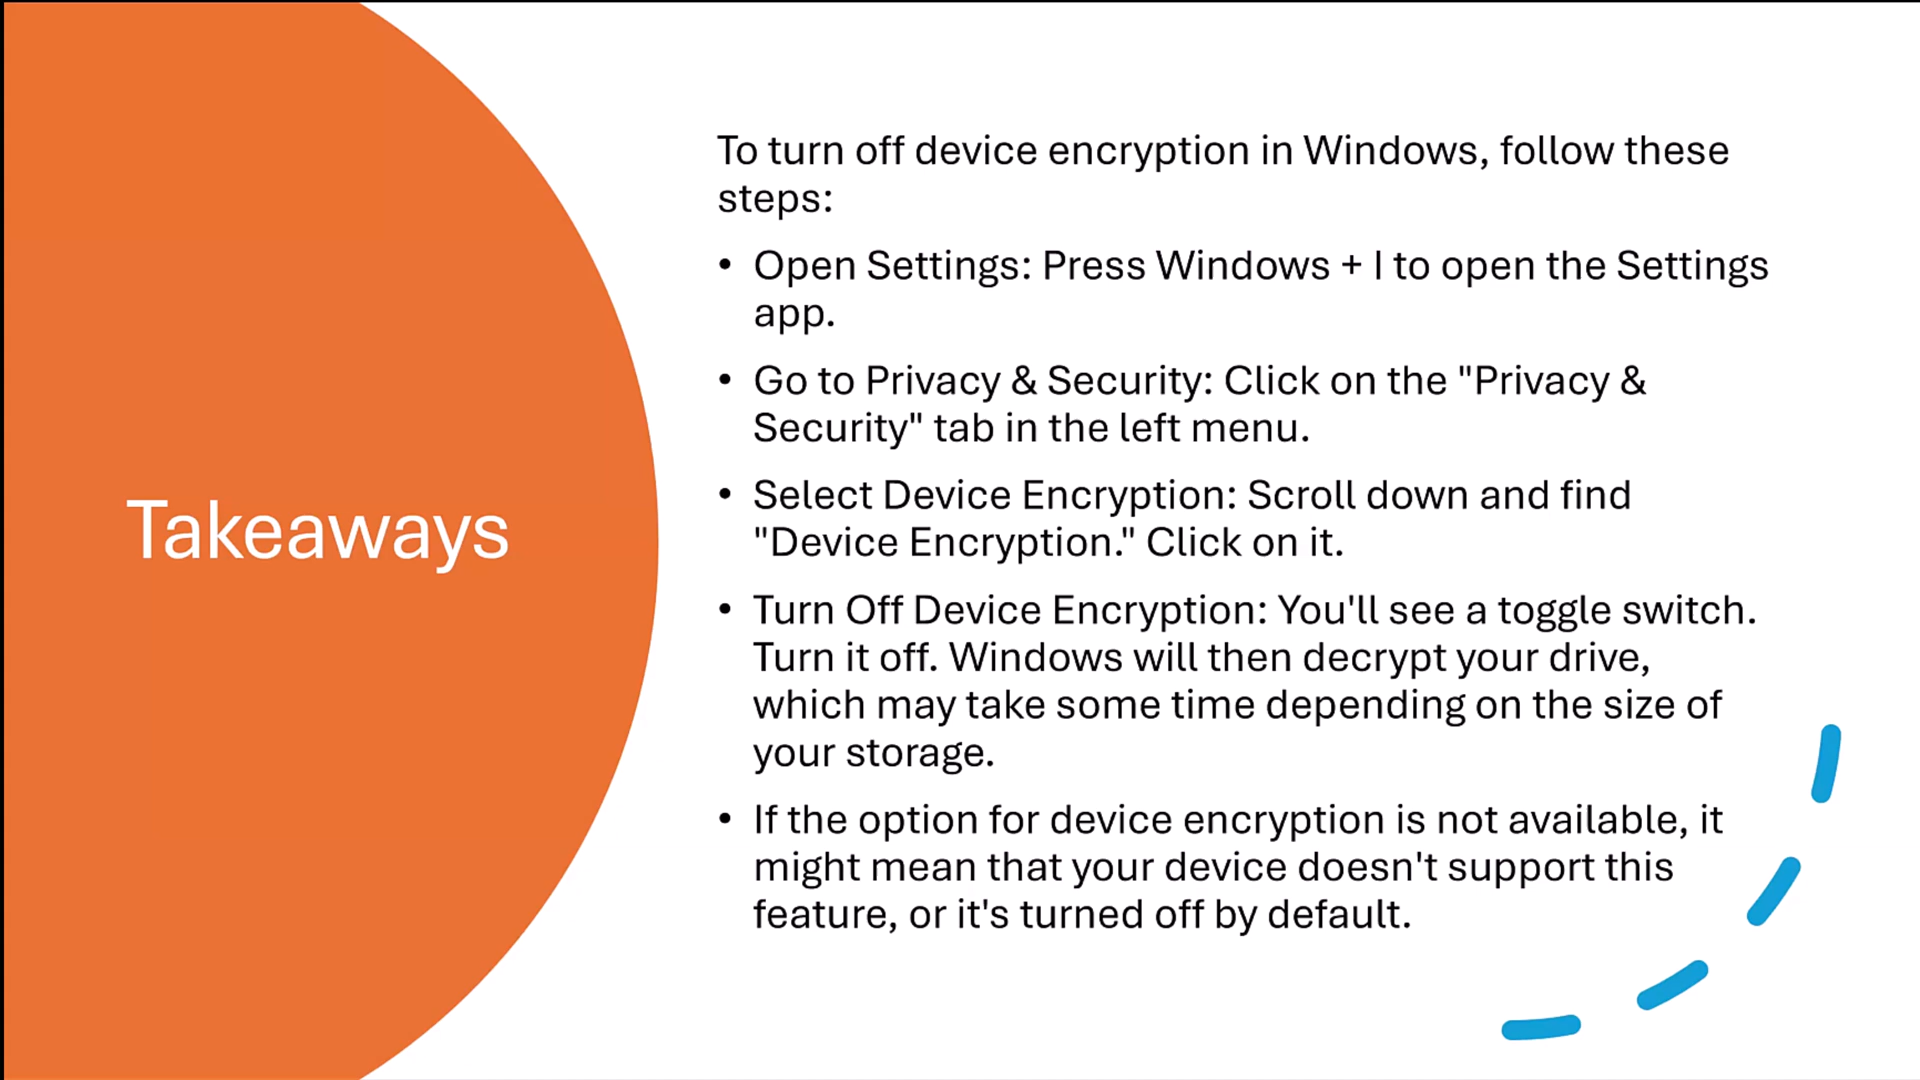 Takeaways
To turn off device encryption in Windows, follow these
steps:
• Open Settings: Press Windows + I to open the Settings
app.
• Go to Privacy & Security: Click on the "Privacy &
Security" tab in the left menu.
• Select Device Encryption: Scroll down and find
"Device Encryption." Click on it.
• Turn Off Device Encryption: You'll see a toggle switch.
Turn it off. Windows will then decrypt your drive,
which may take some time depending on the size of
your storage.
• If the option for device encryption is not available, it
might mean that your device doesn't support this
feature, or it's turned off by default.